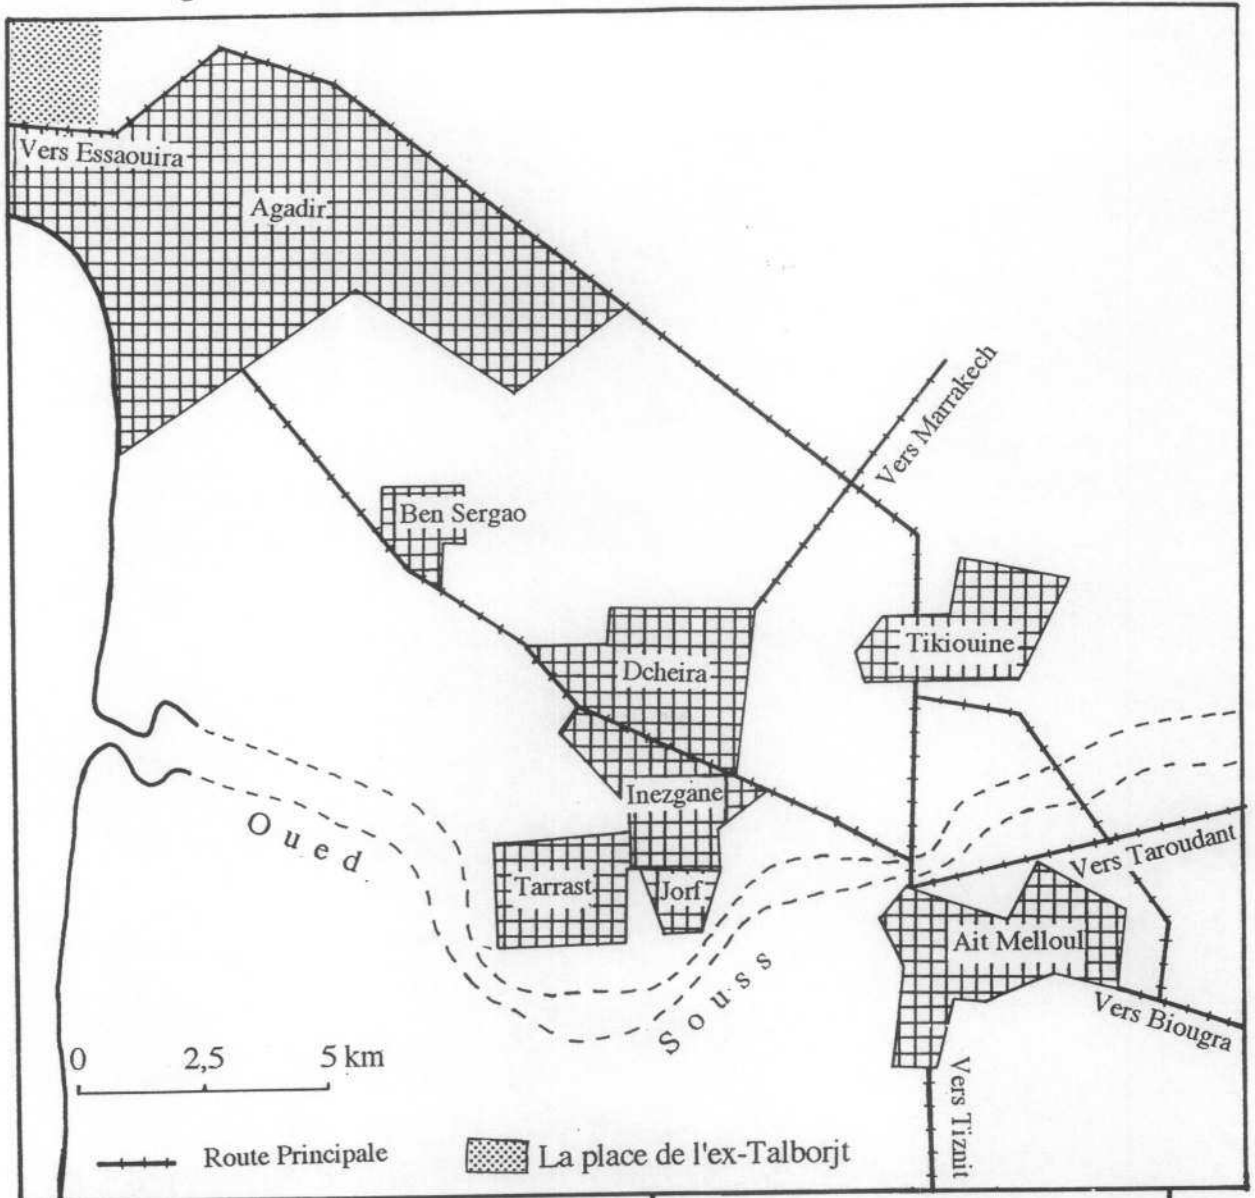 Vers Essaouira
Agadir
Vers Marrakech
Ben Sergao
Tikiouine
Dcheira
Inezgane
Oued
Vers Taroudant
Tarrast
Jorf
Ait Melloul
Souss
Vers Biougra
0 2,5 5 km
Vers Tiznit
Route Principale
La place de l'ex-Talborjt